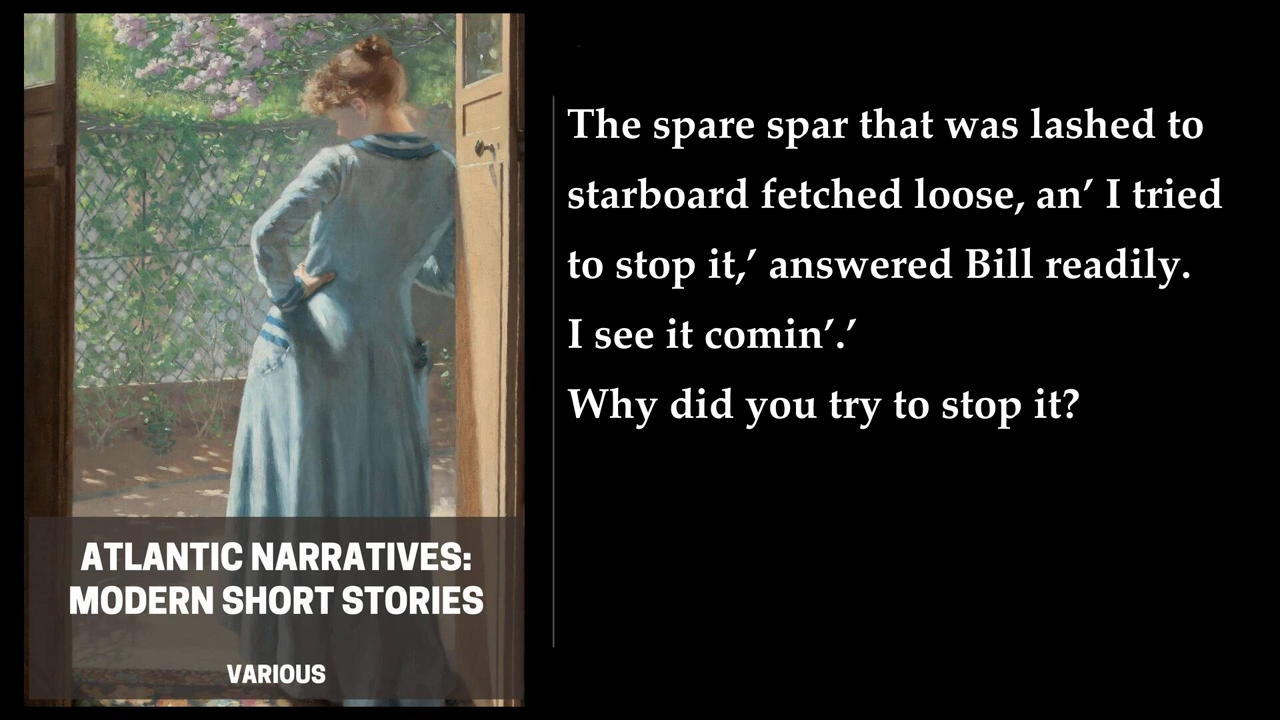 The spare spar that was lashed to
starboard fetched loose, an’ I tried
to stop it,’ answered Bill readily.
I see it comin’.’
Why did you try to stop it?
ATLANTIC NARRATIVES:
MODERN SHORT STORIES
VARIOUS